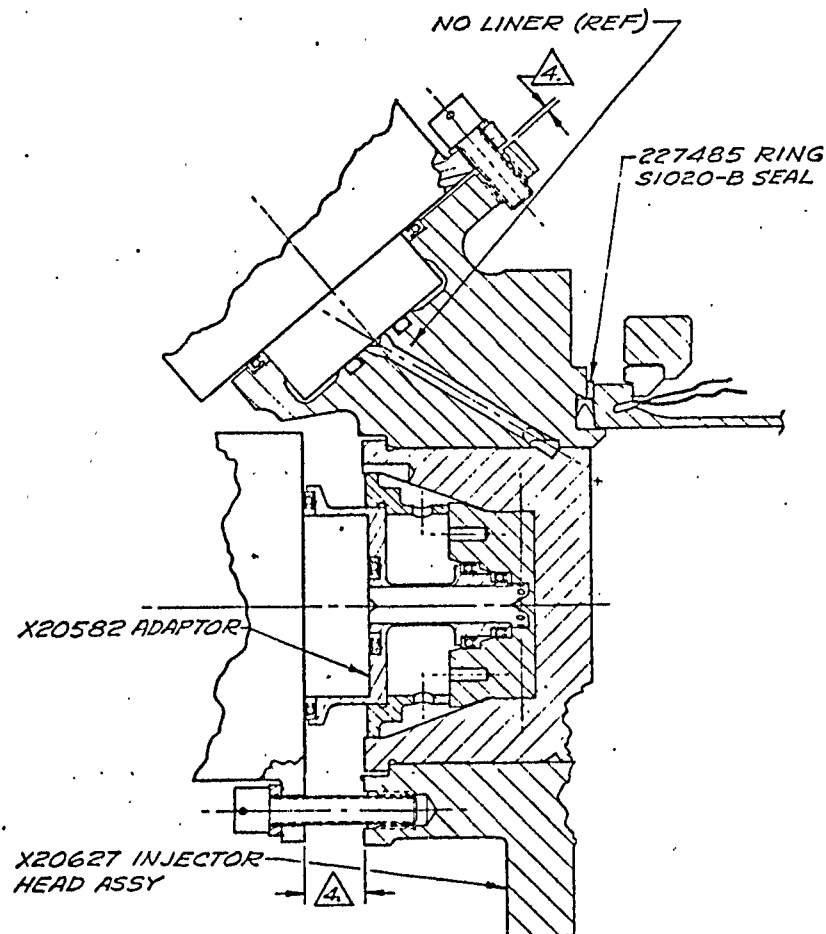 NO LINER (REF)
4.
227485 RING
S1020-B SEAL
X20582 ADAPTOR
X20627 INJECTOR
HEAD ASSY
4.